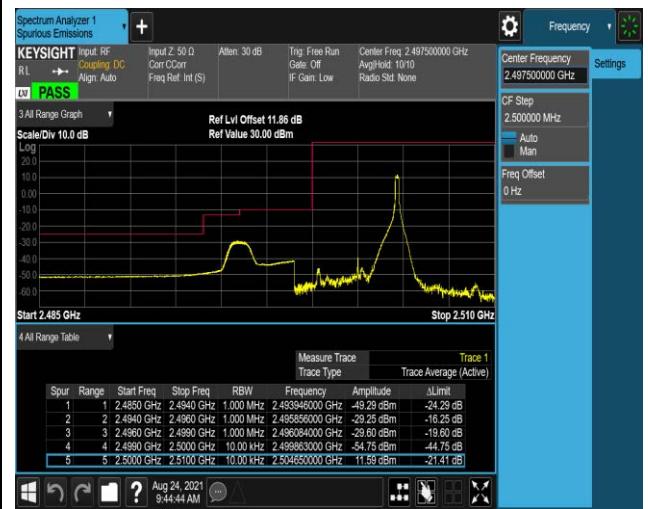 Spectrum Analyzer 1
Spurious Emissions
+
Frequency
KEYSIGHT
RL
LXI PASS
Input: RF
Coupling: DC
Align: Auto
Input Z: 50 Ω
Corr CCorr
Freq Ref: Int (S)
Atten: 30 dB
Trig: Free Run
Gate: Off
IF Gain: Low
Center Freq: 2.497500000 GHz
Avg|Hold: 10/10
Radio Std: None
Center Frequency
2.497500000 GHz
Settings
CF Step
2.500000 MHz
Auto
Man
Freq Offset
0 Hz
3 All Range Graph
Scale/Div 10.0 dB
Ref Lvl Offset 11.86 dB
Ref Value 30.00 dBm
Log
20.0
10.0
0.00
-10.0
-20.0
-30.0
-40.0
-50.0
-60.0
Start 2.485 GHz
Stop 2.510 GHz
4 All Range Table
Measure Trace Trace 1
Trace Type Trace Average (Active)
Spur Range Start Freq Stop Freq RBW Frequency Amplitude ΔLimit
1 1 2.4850 GHz 2.4940 GHz 1.000 MHz 2.493946000 GHz -49.29 dBm -24.29 dB
2 2 2.4940 GHz 2.4960 GHz 1.000 MHz 2.495856000 GHz -29.25 dBm -16.25 dB
3 3 2.4960 GHz 2.4990 GHz 1.000 MHz 2.496084000 GHz -29.60 dBm -19.60 dB
4 4 2.4990 GHz 2.5000 GHz 10.00 kHz 2.499863000 GHz -54.75 dBm -44.75 dB
5 5 2.5000 GHz 2.5100 GHz 10.00 kHz 2.504650000 GHz 11.59 dBm -21.41 dB
?
Aug 24, 2021
9:44:44 AM